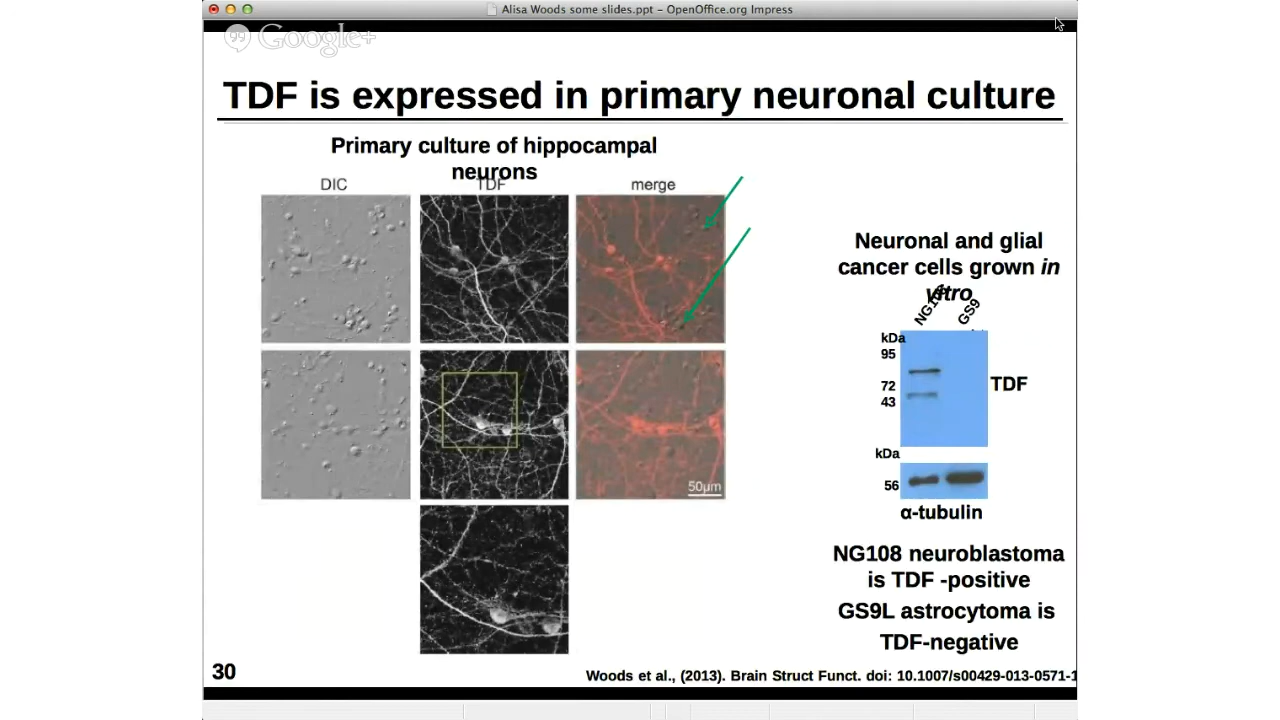 Alisa Woods some slides.ppt – OpenOffice.org Impress
Google+
TDF is expressed in primary neuronal culture
Primary culture of hippocampal
neurons
DIC
TDF
merge
50µm
Neuronal and glial
cancer cells grown in
vitro
NG108
GS9
kDa
95
72
43
TDF
kDa
56
α-tubulin
NG108 neuroblastoma
is TDF -positive
GS9L astrocytoma is
TDF-negative
30
Woods et al., (2013). Brain Struct Funct. doi: 10.1007/s00429-013-0571-1